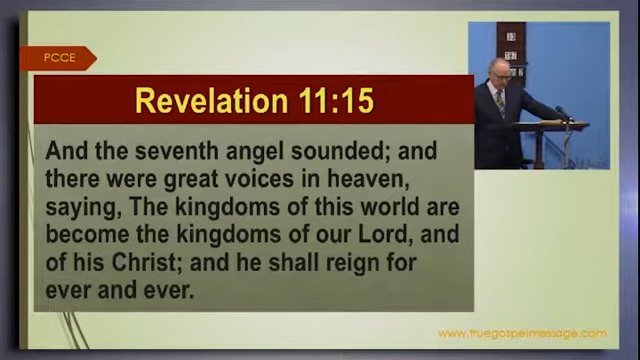 PCCE
Revelation 11:15
And the seventh angel sounded; and
there were great voices in heaven,
saying, The kingdoms of this world are
become the kingdoms of our Lord, and
of his Christ; and he shall reign for
ever and ever.
www.truegospelmessage.com